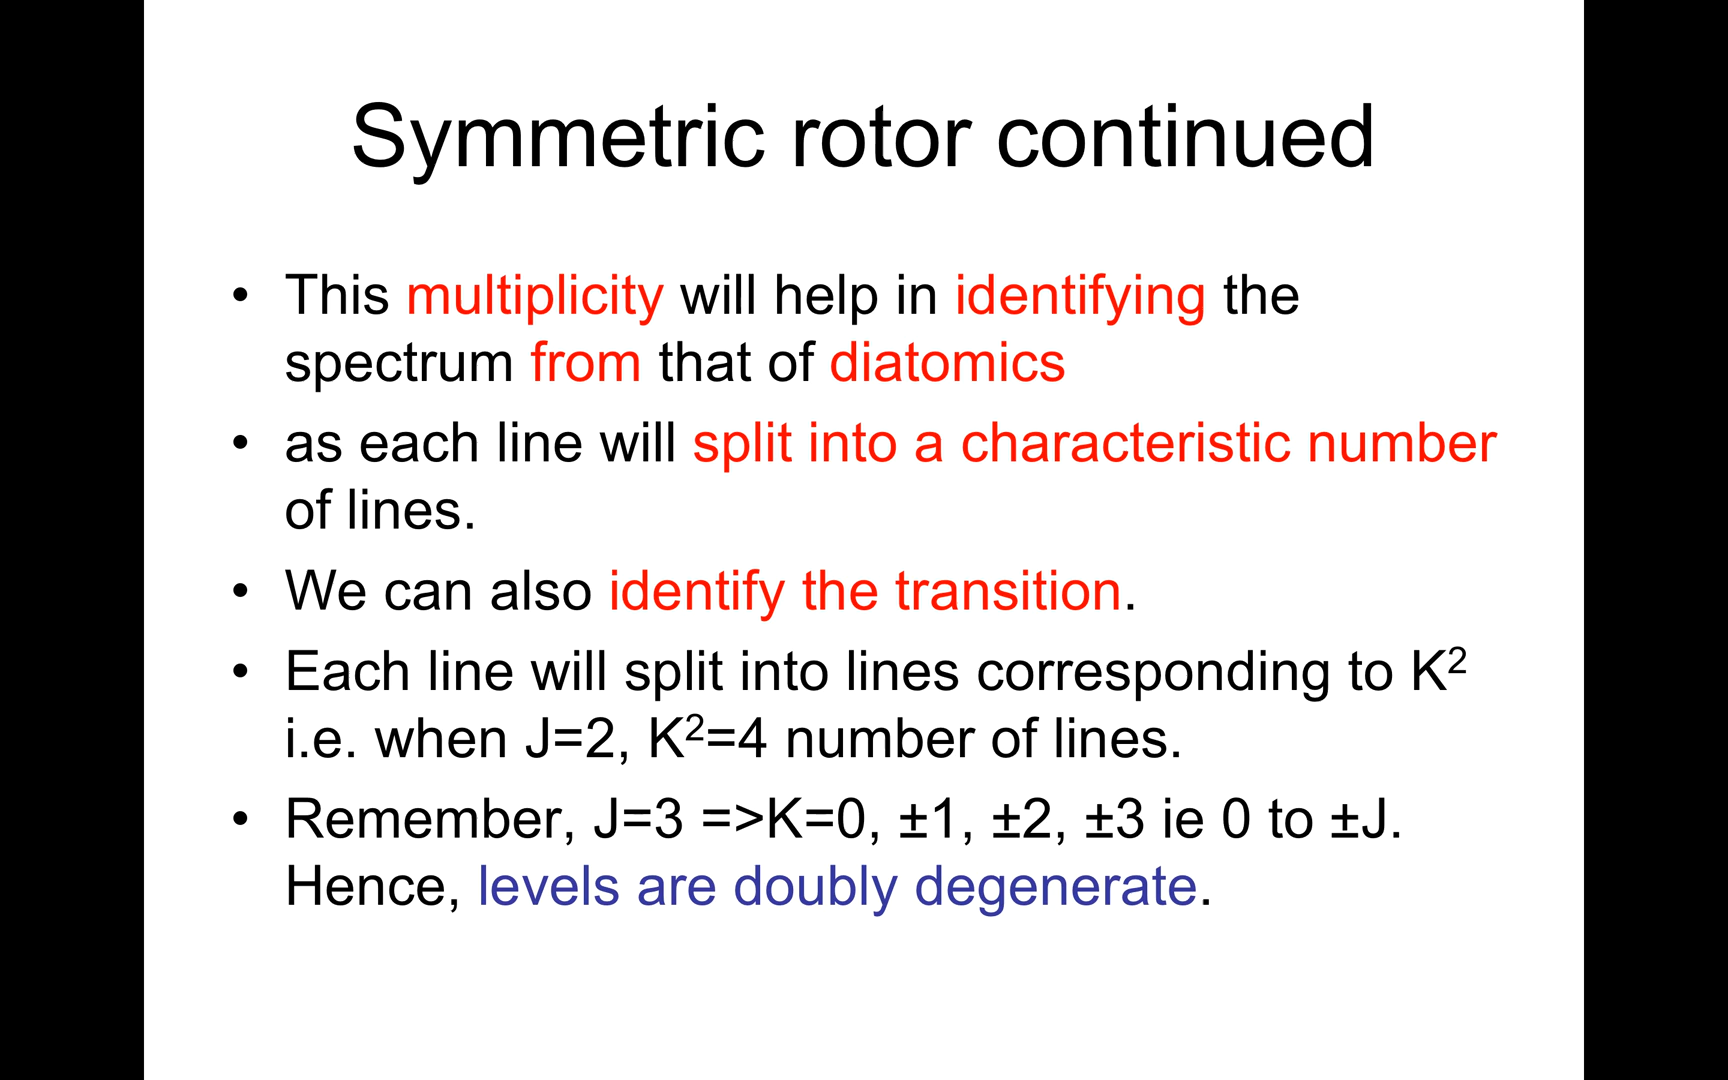 Symmetric rotor continued
• This multiplicity will help in identifying the
spectrum from that of diatomics
• as each line will split into a characteristic number
of lines.
• We can also identify the transition.
• Each line will split into lines corresponding to K²
i.e. when J=2, K²=4 number of lines.
• Remember, J=3 =>K=0, ±1, ±2, ±3 ie 0 to ±J.
Hence, levels are doubly degenerate.